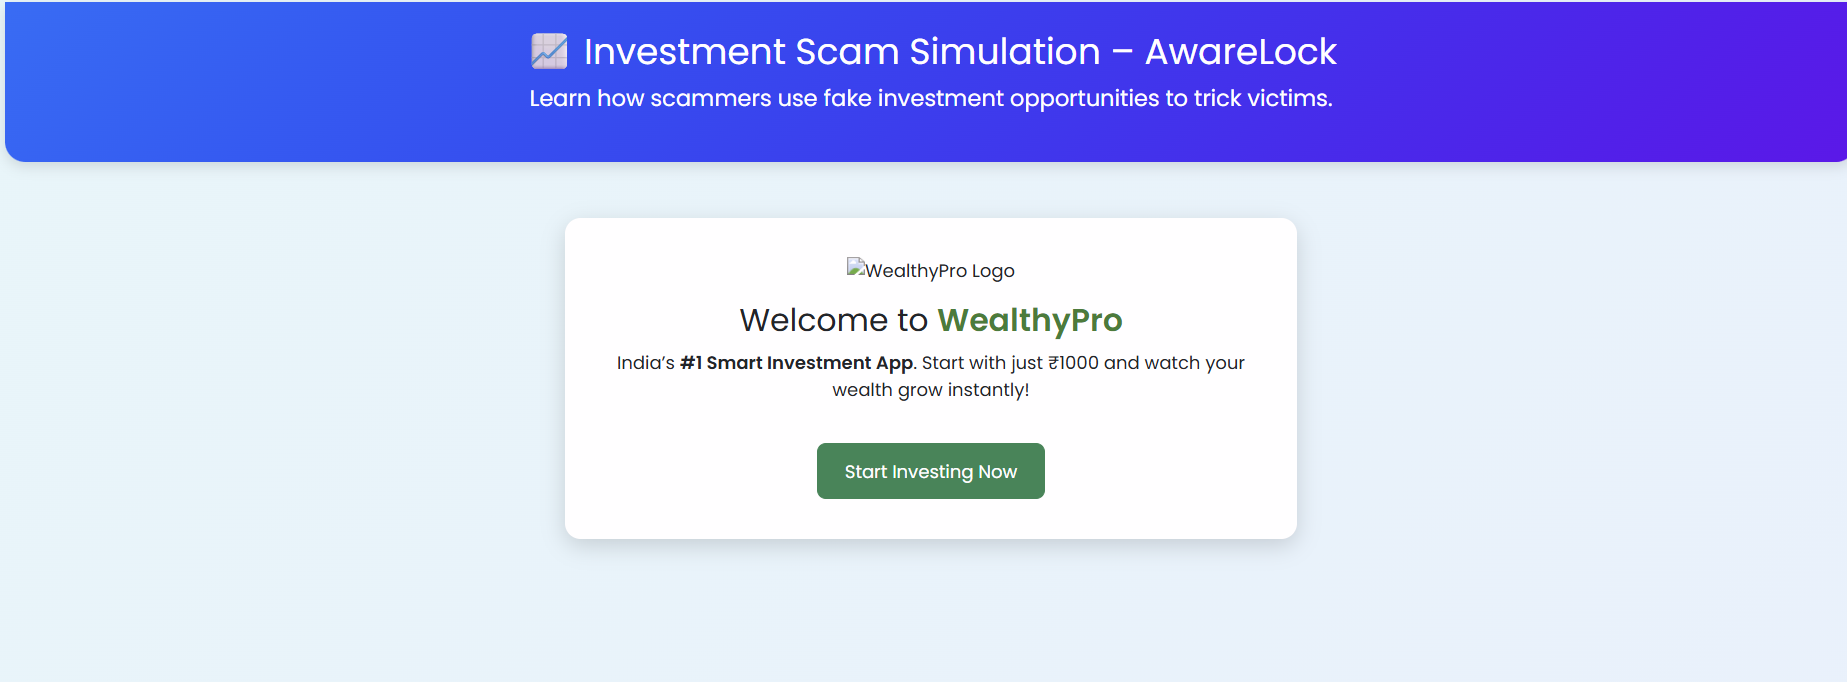 Investment Scam Simulation – AwareLock
Learn how scammers use fake investment opportunities to trick victims.
WealthyPro Logo
Welcome to WealthyPro
India’s #1 Smart Investment App. Start with just ₹1000 and watch your
wealth grow instantly!
Start Investing Now